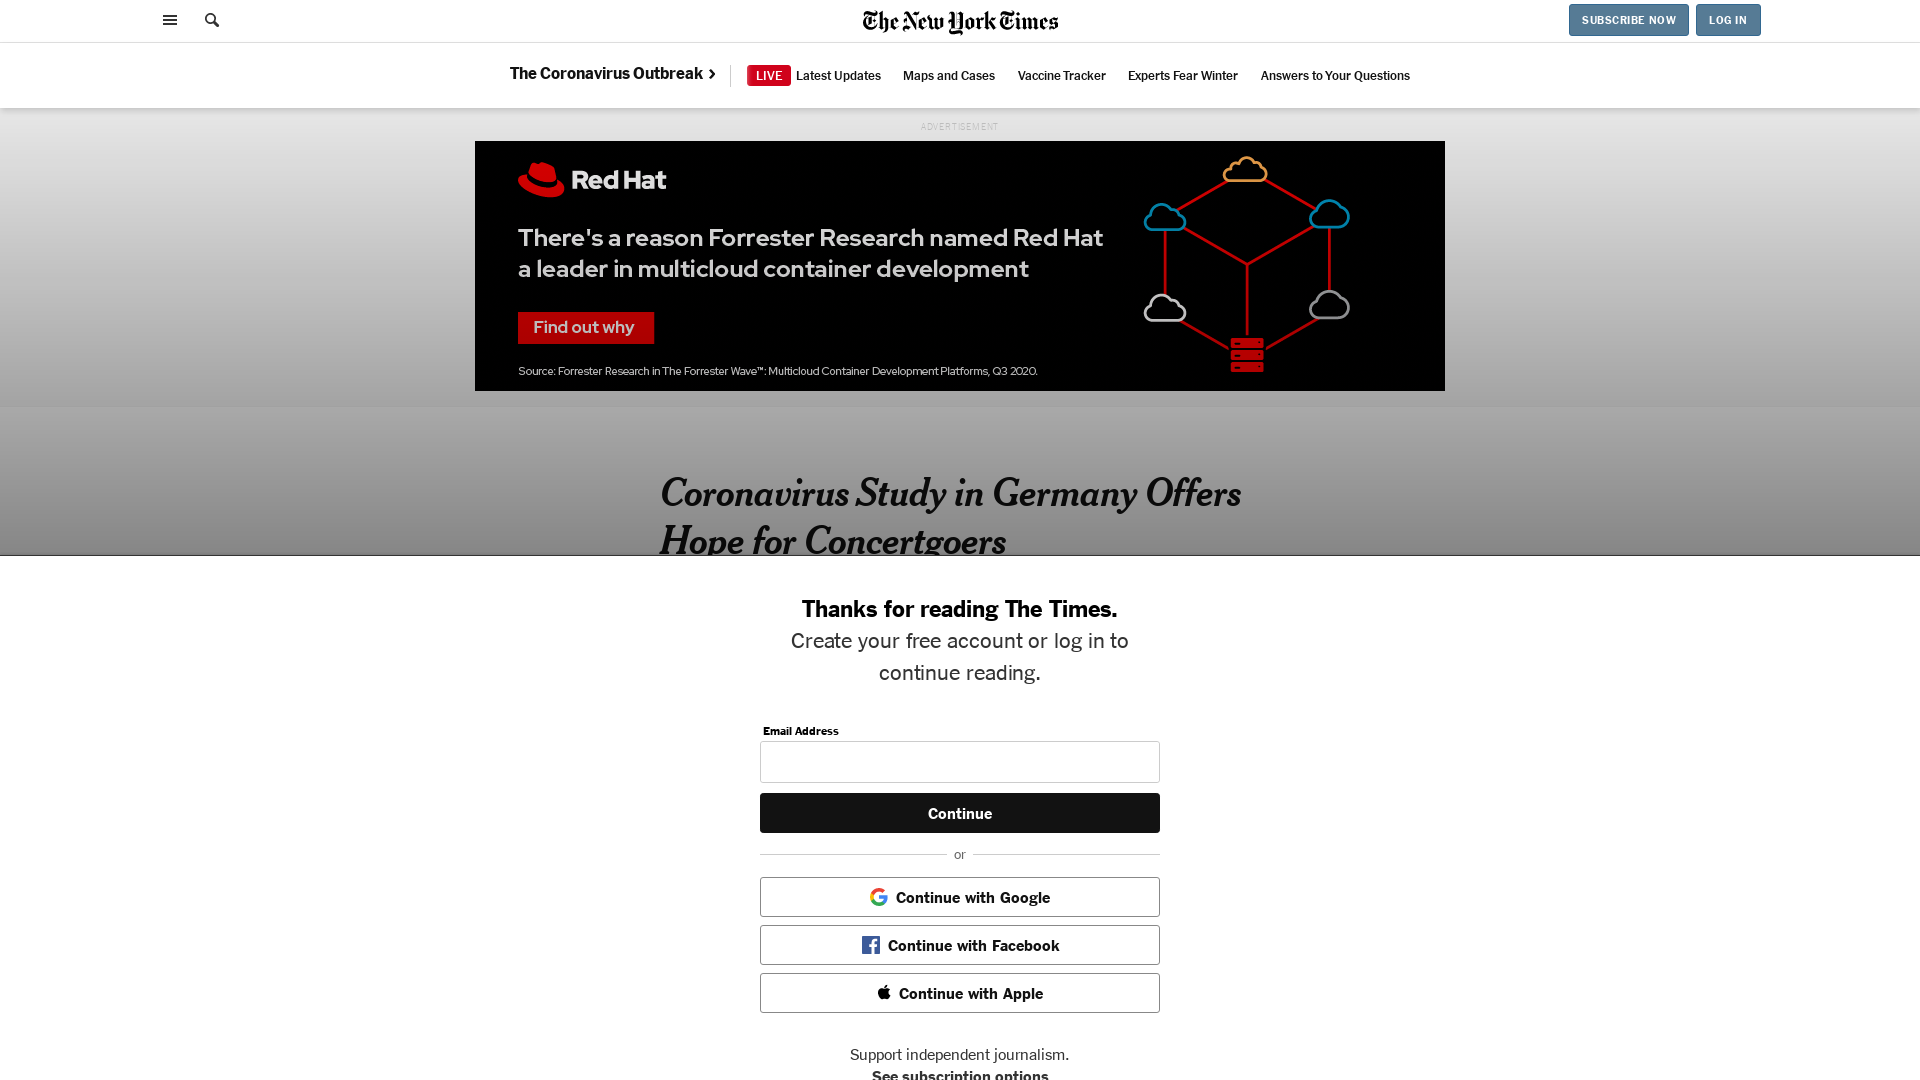 The New York Times
SUBSCRIBE NOW
LOG IN
The Coronavirus Outbreak
LIVE
Latest Updates
Maps and Cases
Vaccine Tracker
Experts Fear Winter
Answers to Your Questions
ADVERTISEMENT
Red Hat
There's a reason Forrester Research named Red Hat
a leader in multicloud container development
Find out why
Source: Forrester Research in The Forrester Wave™: Multicloud Container Development Platforms, Q3 2020.
Coronavirus Study in Germany Offers
Hope for Concertgoers
Thanks for reading The Times.
Create your free account or log in to
continue reading.
Email Address
Continue
or
Continue with Google
Continue with Facebook
Continue with Apple
Support independent journalism.
See subscription options